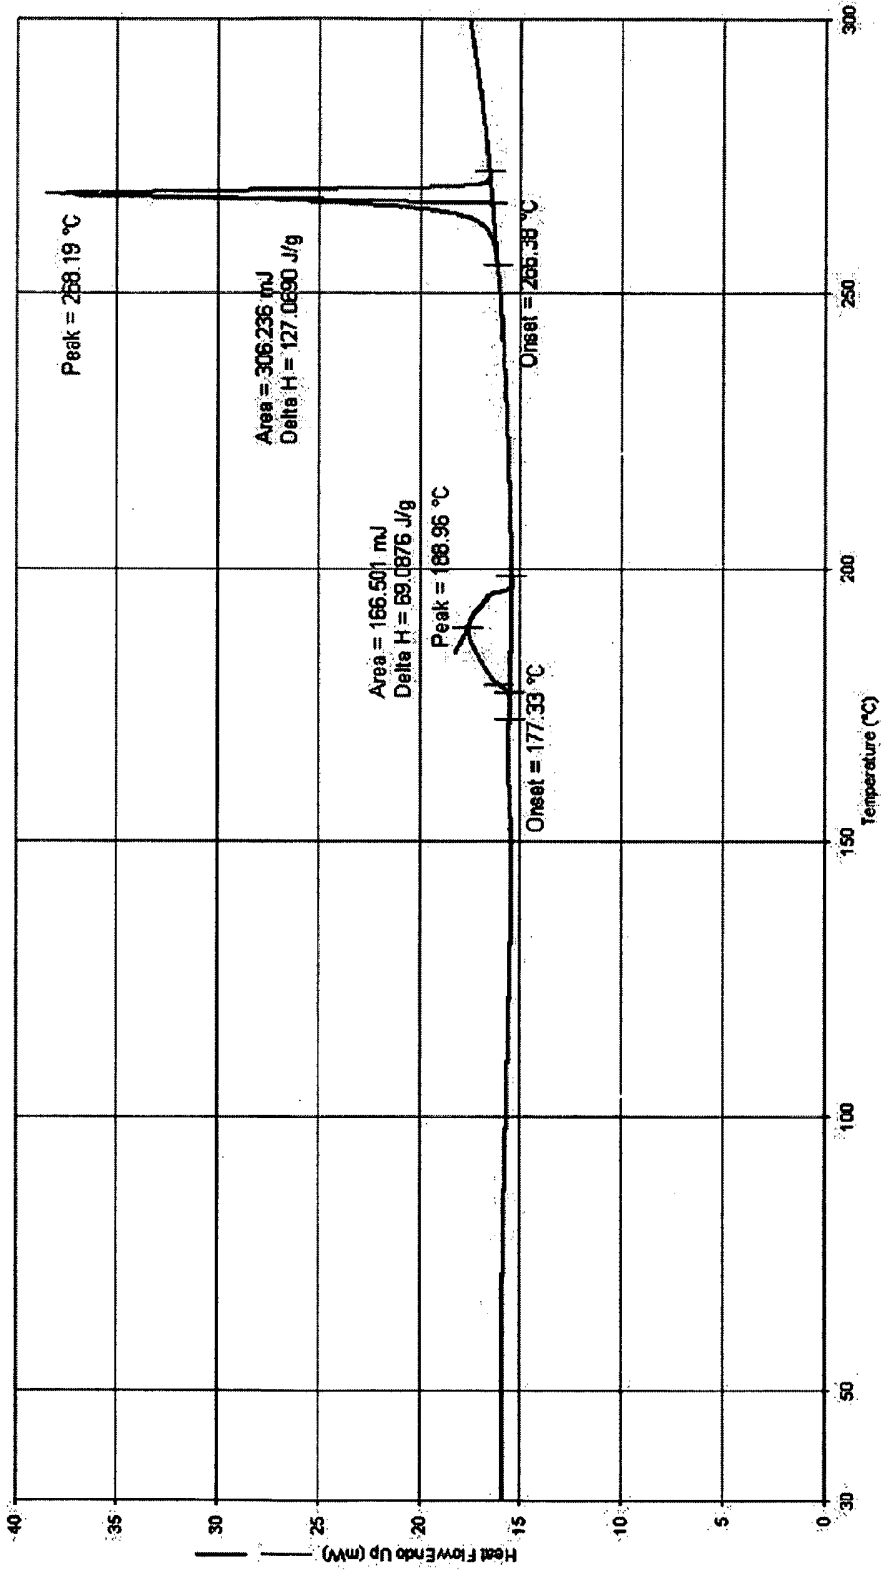 Heat Flow Endo Up (mW)
40
35
30
25
20
15
10
5
0
Peak = 268.19 °C
Area = 306.236 mJ
Delta H = 127.0690 J/g
Onset = 266.38 °C
Area = 166.501 mJ
Delta H = 69.0876 J/g
Peak = 188.96 °C
Onset = 177.33 °C
30
50
100
150
200
250
300
Temperature (°C)